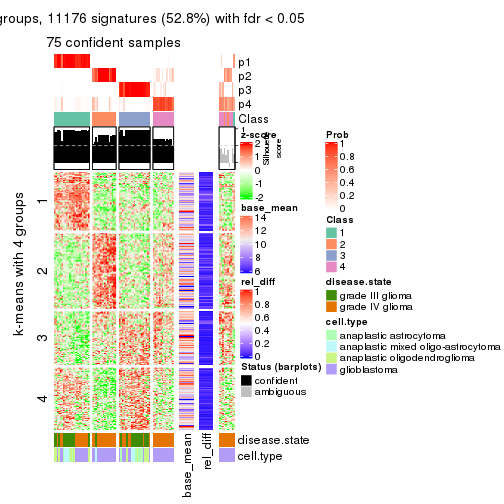 groups, 11176 signatures (52.8%) with fdr < 0.05
75 confident samples
p1
p2
p3
p4
Class
1
Silhouette
score
k-means with 4 groups
1
2
3
4
base_mean
rel_diff
disease.state
cell.type
z-score
2
1
0
-1
-2
base_mean
14
12
10
8
6
rel_diff
1
0.8
0.6
0.4
0.2
0
Status (barplots)
confident
ambiguous
Prob
1
0.8
0.6
0.4
0.2
0
Class
1
2
3
4
disease.state
grade III glioma
grade IV glioma
cell.type
anaplastic astrocytoma
anaplastic mixed oligo-astrocytoma
anaplastic oligodendroglioma
glioblastoma